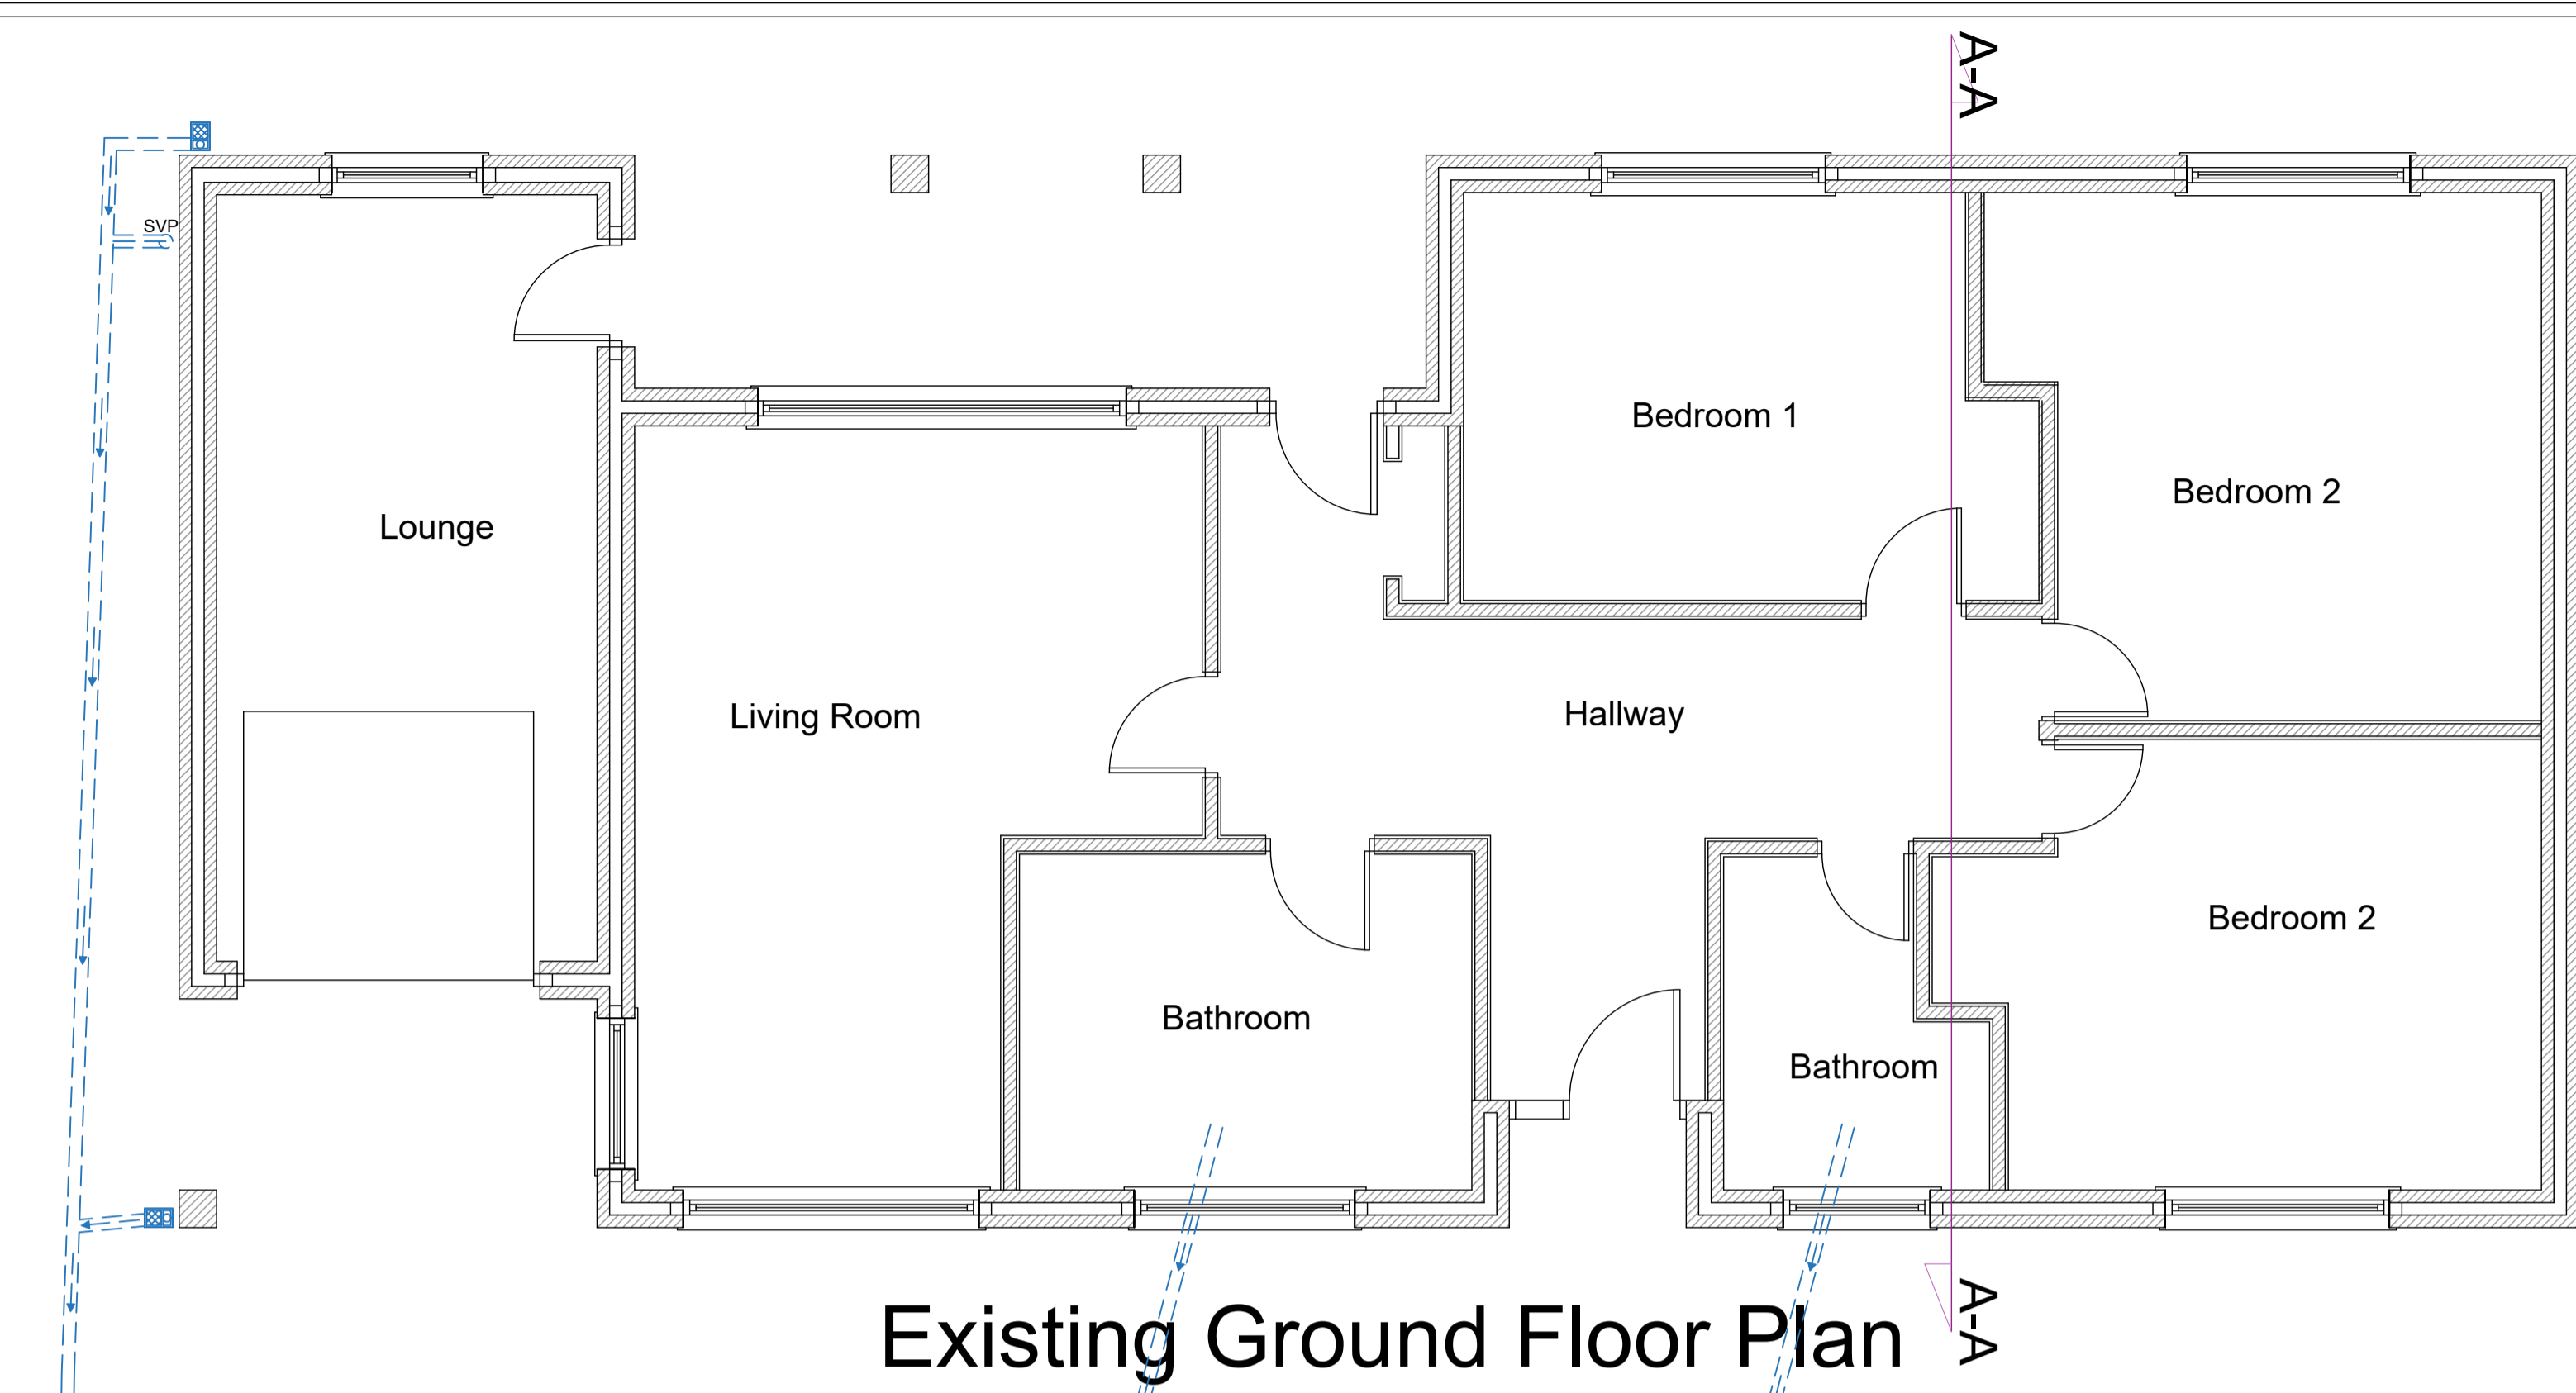 A-A
SVP
Bedroom 1
Bedroom 2
Lounge
Living Room
Hallway
Bedroom 2
Bathroom
Bathroom
Existing Ground Floor Plan
A-A